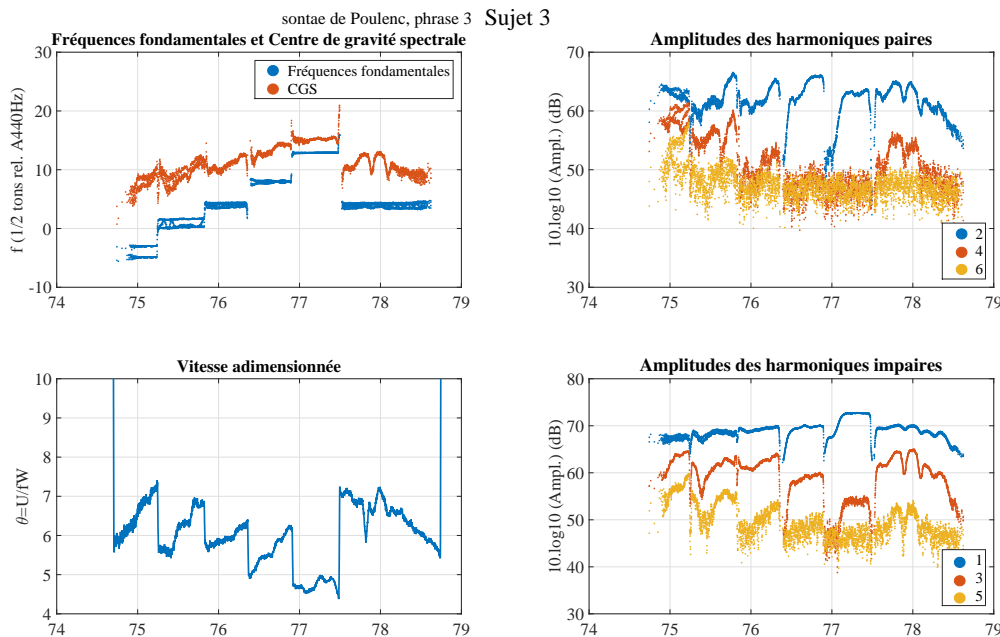 sontae de Poulenc, phrase 3 Sujet 3
Fréquences fondamentales et Centre de gravité spectrale
30
20
10
0
-10
f (1/2 tons rel. A440Hz)
Fréquences fondamentales
CGS
74 75 76 77 78 79
Amplitudes des harmoniques paires
70
60
50
40
30
10.log10 (Ampl.) (dB)
2
4
6
74 75 76 77 78 79
Vitesse adimensionnée
10
9
8
7
6
5
4
θ=U/fW
74 75 76 77 78 79
Amplitudes des harmoniques impaires
80
70
60
50
40
30
10.log10 (Ampl.) (dB)
1
3
5
74 75 76 77 78 79